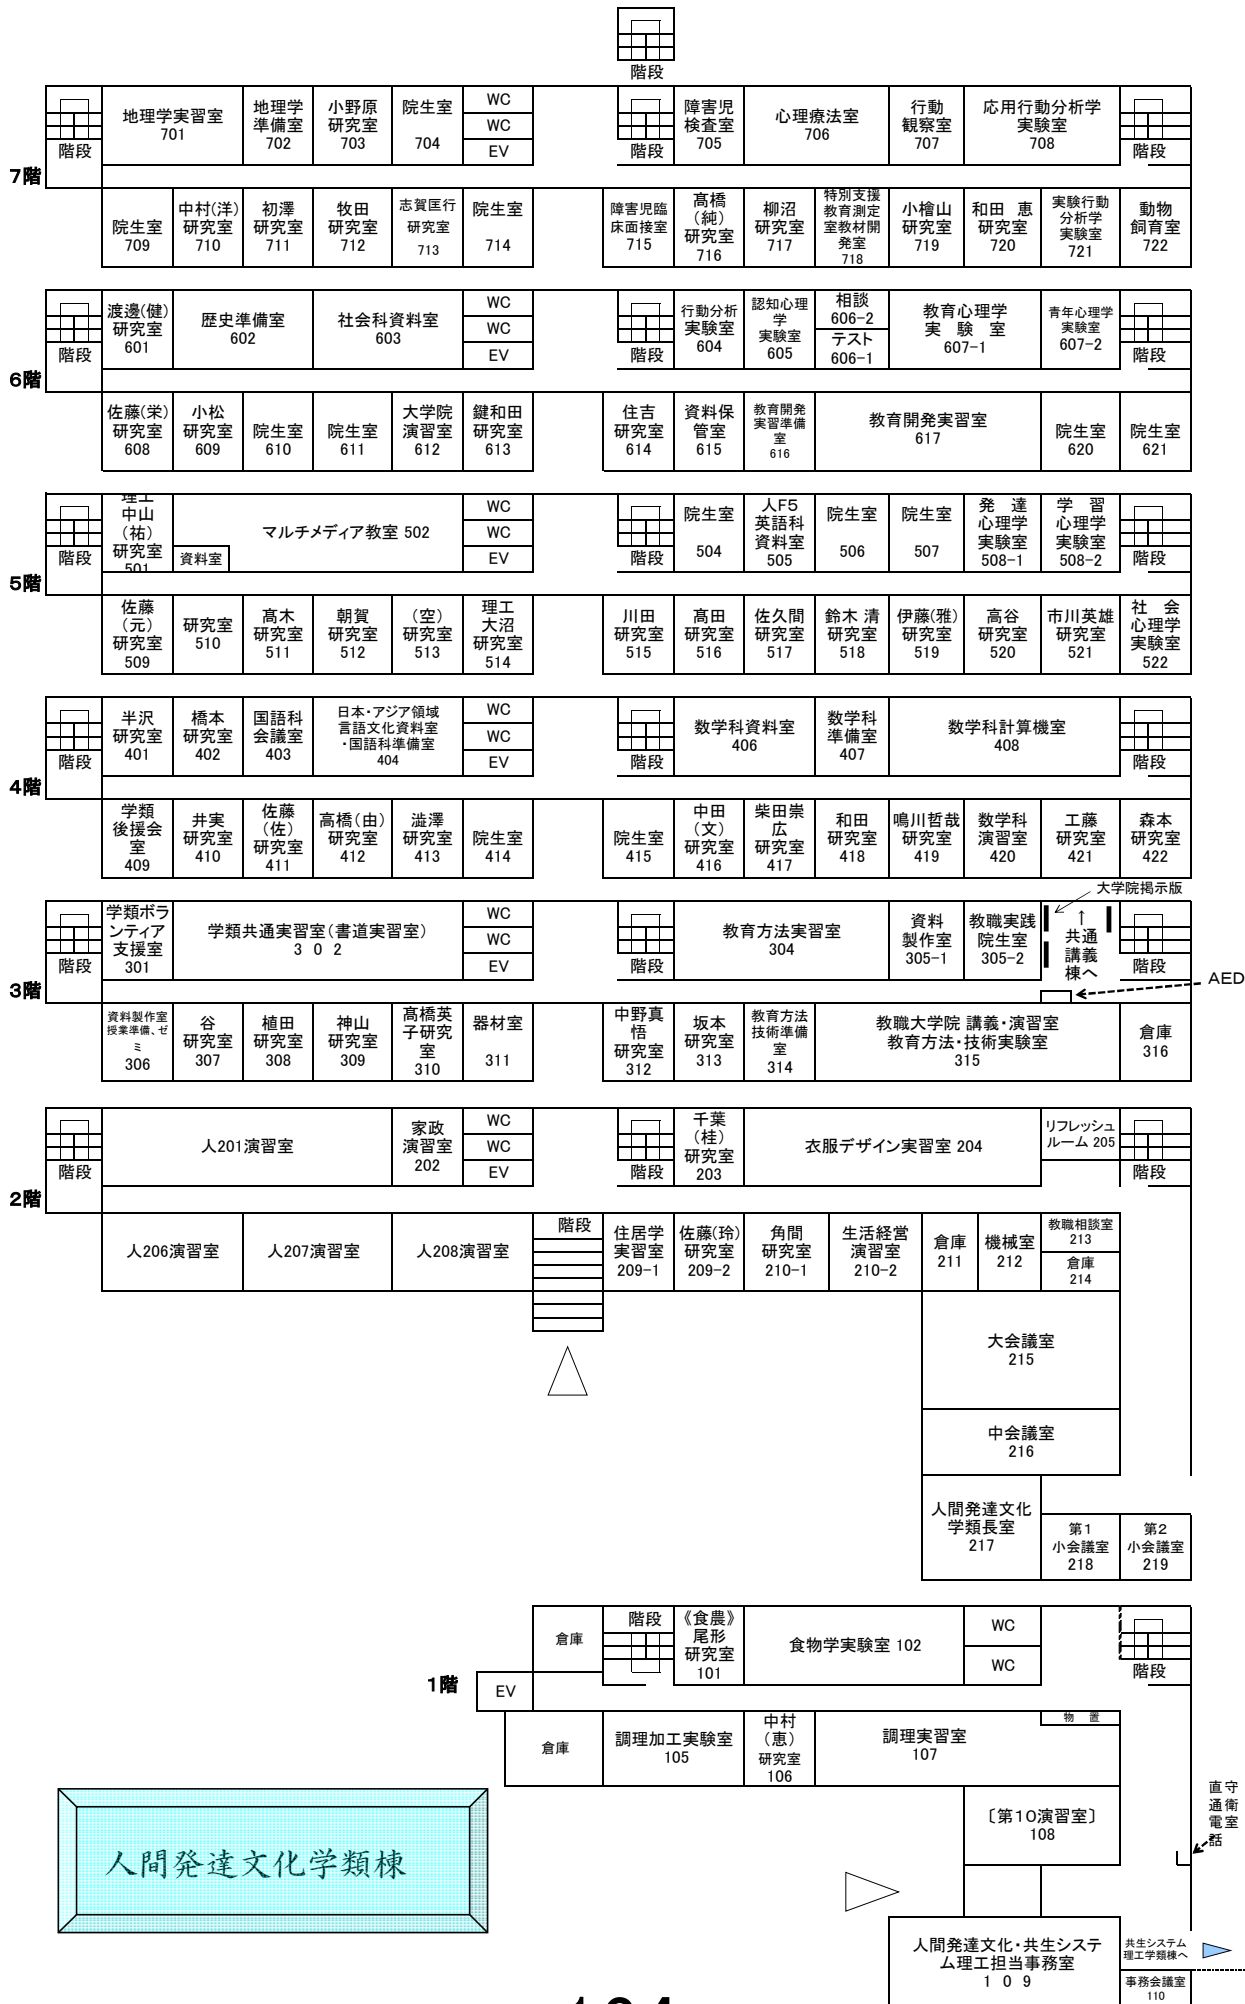 階段
地理学実習室
701
地理学
準備室
702
小野原
研究室
703
院生室
704
WC
WC
EV
障害児
検査室
705
心理療法室
706
行動
観察室
707
応用行動分析学
実験室
708
階段
階段
階段
7階
院生室
709
中村(洋)
研究室
710
初澤
研究室
711
牧田
研究室
712
志賀匡行
研究室
713
院生室
714
障害児臨
床面接室
715
髙橋
(純)
研究室
716
柳沼
研究室
717
特別支援
教育測定
室教材開
発室
718
小檜山
研究室
719
和田 恵
研究室
720
実験行動
分析学
実験室
721
動物
飼育室
722
渡邊(健)
研究室
601
歴史準備室
602
社会科資料室
603
WC
WC
EV
行動分析
実験室
604
認知心理
学
実験室
605
相談
606-2
テスト
606-1
教育心理学
実 験 室
607-1
青年心理学
実験室
607-2
階段
階段
階段
6階
佐藤(栄)
研究室
608
小松
研究室
609
院生室
610
院生室
611
大学院
演習室
612
鍵和田
研究室
613
住吉
研究室
614
資料保
管室
615
教育開発
実習準備
室
616
教育開発実習室
617
院生室
620
院生室
621
理工
中山
(祐)
研究室
501
資料室
マルチメディア教室 502
WC
WC
EV
院生室
504
人F5
英語科
資料室
505
院生室
506
院生室
507
発 達
心理学
実験室
508-1
学 習
心理学
実験室
508-2
階段
階段
階段
5階
佐藤
(元)
研究室
509
研究室
510
髙木
研究室
511
朝賀
研究室
512
(空)
研究室
513
理工
大沼
研究室
514
川田
研究室
515
髙田
研究室
516
佐久間
研究室
517
鈴木 清
研究室
518
伊藤(雅)
研究室
519
高谷
研究室
520
市川英雄
研究室
521
社 会
心理学
実験室
522
半沢
研究室
401
橋本
研究室
402
国語科
会議室
403
日本・アジア領域
言語文化資料室
・国語科準備室
404
WC
WC
EV
数学科資料室
406
数学科
準備室
407
数学科計算機室
408
階段
階段
階段
4階
学類
後援会
室
409
井実
研究室
410
佐藤
(佐)
研究室
411
高橋(由)
研究室
412
澁澤
研究室
413
院生室
414
院生室
415
中田
(文)
研究室
416
柴田崇
広
研究室
417
和田
研究室
418
鳴川哲哉
研究室
419
数学科
演習室
420
工藤
研究室
421
森本
研究室
422
大学院掲示版
学類ボラ
ンティア
支援室
301
学類共通実習室(書道実習室)
3 0 2
WC
WC
EV
教育方法実習室
304
資料
製作室
305-1
教職実践
院生室
305-2
↑
共通
講義
棟へ
階段
階段
階段
AED
3階
資料製作室
授業準備、ゼ
ミ
306
谷
研究室
307
植田
研究室
308
神山
研究室
309
髙橋英
子研究
室
310
器材室
311
中野真
悟
研究室
312
坂本
研究室
313
教育方法
技術準備
室
314
教職大学院 講義・演習室
教育方法・技術実験室
315
倉庫
316
人201演習室
家政
演習室
202
WC
WC
EV
千葉
(桂)
研究室
203
衣服デザイン実習室 204
リフレッシュ
ルーム 205
階段
階段
階段
2階
人206演習室
人207演習室
人208演習室
階段
住居学
実習室
209-1
佐藤(玲)
研究室
209-2
角間
研究室
210-1
生活経営
演習室
210-2
倉庫
211
機械室
212
教職相談室
213
倉庫
214
大会議室
215
中会議室
216
人間発達文化
学類長室
217
第1
小会議室
218
第2
小会議室
219
倉庫
階段
《食農》
尾形
研究室
101
食物学実験室 102
WC
WC
階段
1階
EV
倉庫
調理加工実験室
105
中村
(恵)
研究室
106
調理実習室
107
物 置
〔第10演習室〕
108
守衛室
直通電話
人間発達文化学類棟
人間発達文化・共生システ
ム理工担当事務室
1 0 9
共生システム
理工学類棟へ
事務会議室
110